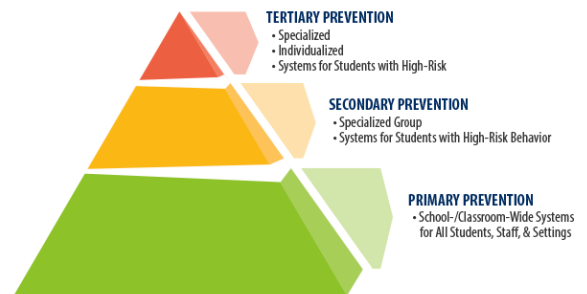 TERTIARY PREVENTION
• Specialized
• Individualized
• Systems for Students with High-Risk
SECONDARY PREVENTION
• Specialized Group
• Systems for Students with High-Risk Behavior
PRIMARY PREVENTION
• School-/Classroom-Wide Systems
for All Students, Staff, & Settings